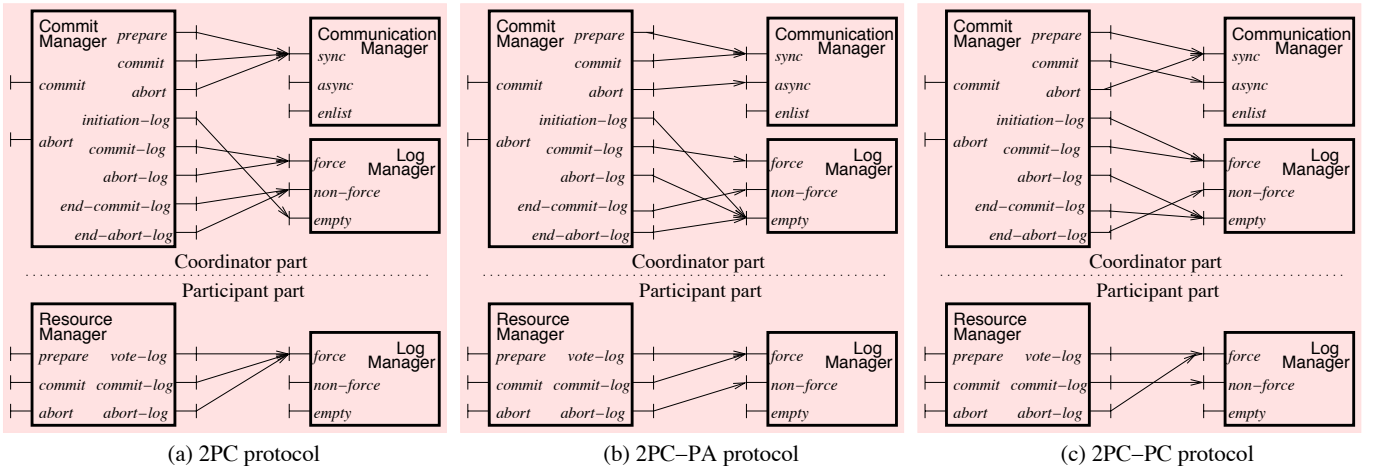 Commit Manager
commit
abort
prepare
commit
abort
initiation–log
commit–log
abort–log
end–commit–log
end–abort–log
Communication Manager
sync
async
enlist
Log Manager
force
non–force
empty
Coordinator part
Participant part
Resource Manager
prepare
commit
abort
vote–log
commit–log
abort–log
Log Manager
force
non–force
empty
(a) 2PC protocol
Commit Manager
commit
abort
prepare
commit
abort
initiation–log
commit–log
abort–log
end–commit–log
end–abort–log
Communication Manager
sync
async
enlist
Log Manager
force
non–force
empty
Coordinator part
Participant part
Resource Manager
prepare
commit
abort
vote–log
commit–log
abort–log
Log Manager
force
non–force
empty
(b) 2PC–PA protocol
Commit Manager
commit
abort
prepare
commit
abort
initiation–log
commit–log
abort–log
end–commit–log
end–abort–log
Communication Manager
sync
async
enlist
Log Manager
force
non–force
empty
Coordinator part
Participant part
Resource Manager
prepare
commit
abort
vote–log
commit–log
abort–log
Log Manager
force
non–force
empty
(c) 2PC–PC protocol